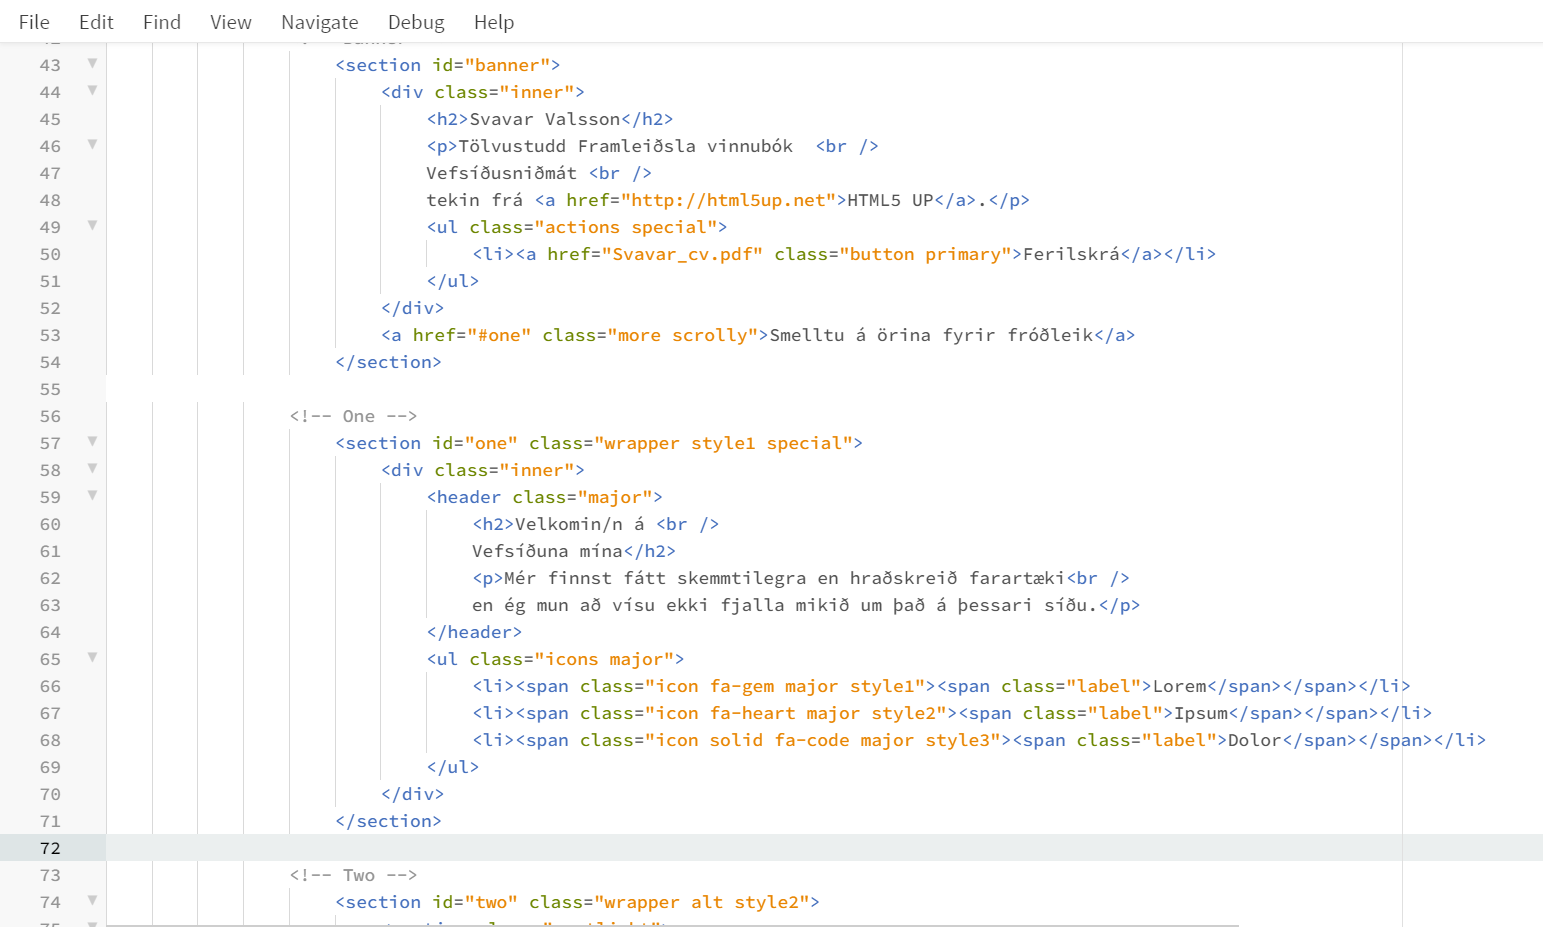 File Edit Find View Navigate Debug Help
43 <section id="banner">
44 <div class="inner">
45 <h2>Svavar Valsson</h2>
46 <p>Tölvustudd Framleiðsla vinnubók  <br />
47 Vefsíðusniðmát <br />
48 tekin frá <a href="http://html5up.net">HTML5 UP</a>.</p>
49 <ul class="actions special">
50 <li><a href="Svavar_cv.pdf" class="button primary">Ferilskrá</a></li>
51 </ul>
52 </div>
53 <a href="#one" class="more scrolly">Smelltu á örina fyrir fróðleik</a>
54 </section>
55
56 <!-- One -->
57 <section id="one" class="wrapper style1 special">
58 <div class="inner">
59 <header class="major">
60 <h2>Velkomin/n á <br />
61 Vefsíðuna mína</h2>
62 <p>Mér finnst fátt skemmtilegra en hraðskreið farartæki<br />
63 en ég mun að vísu ekki fjalla mikið um það á þessari síðu.</p>
64 </header>
65 <ul class="icons major">
66 <li><span class="icon fa-gem major style1"><span class="label">Lorem</span></span></li>
67 <li><span class="icon fa-heart major style2"><span class="label">Ipsum</span></span></li>
68 <li><span class="icon solid fa-code major style3"><span class="label">Dolor</span></span></li>
69 </ul>
70 </div>
71 </section>
72
73 <!-- Two -->
74 <section id="two" class="wrapper alt style2">